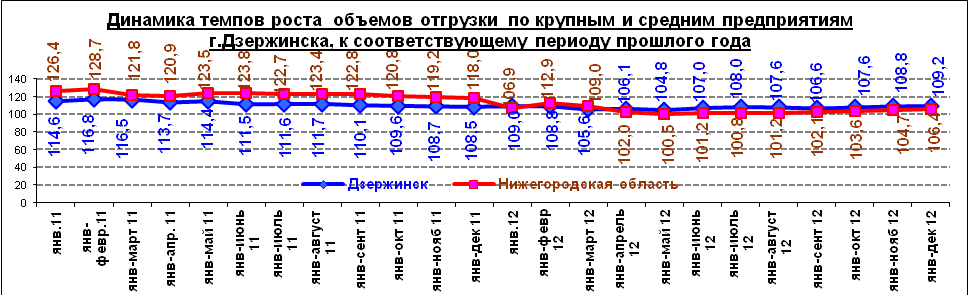 Динамика темпов роста объемов отгрузки по крупным и средним предприятиям
г.Дзержинска, к соответствующему периоду прошлого года
126,4 128,7 121,8 120,9 123,5 123,8 122,7 123,4 122,8 120,8 119,2 118,0 106,9 112,9 109,0 106,1 104,8 107,0 108,0 107,6 106,6 107,6 108,8 109,2
140
120
100
80
60
40
20
0
114,6 116,8 116,5 113,7 114,4 111,5 111,6 111,7 110,1 109,6 108,7 108,5 109,0 108,8 105,6 102,0 100,5 101,2 100,8 101,2 102,1 103,6 104,7 106,4
Дзержинск
Нижегородская область
янв.11
янв-февр.11
янв-март 11
янв-апр. 11
янв-май 11
янв-июнь 11
янв-июль 11
янв-август 11
янв-сент 11
янв-окт 11
янв-нояб 11
янв-дек 11
янв.12
янв-февр 12
янв-март 12
янв-апрель 12
янв-май 12
янв-июнь 12
янв-июль 12
янв-август 12
янв-сент 12
янв-окт 12
янв-нояб 12
янв-дек 12